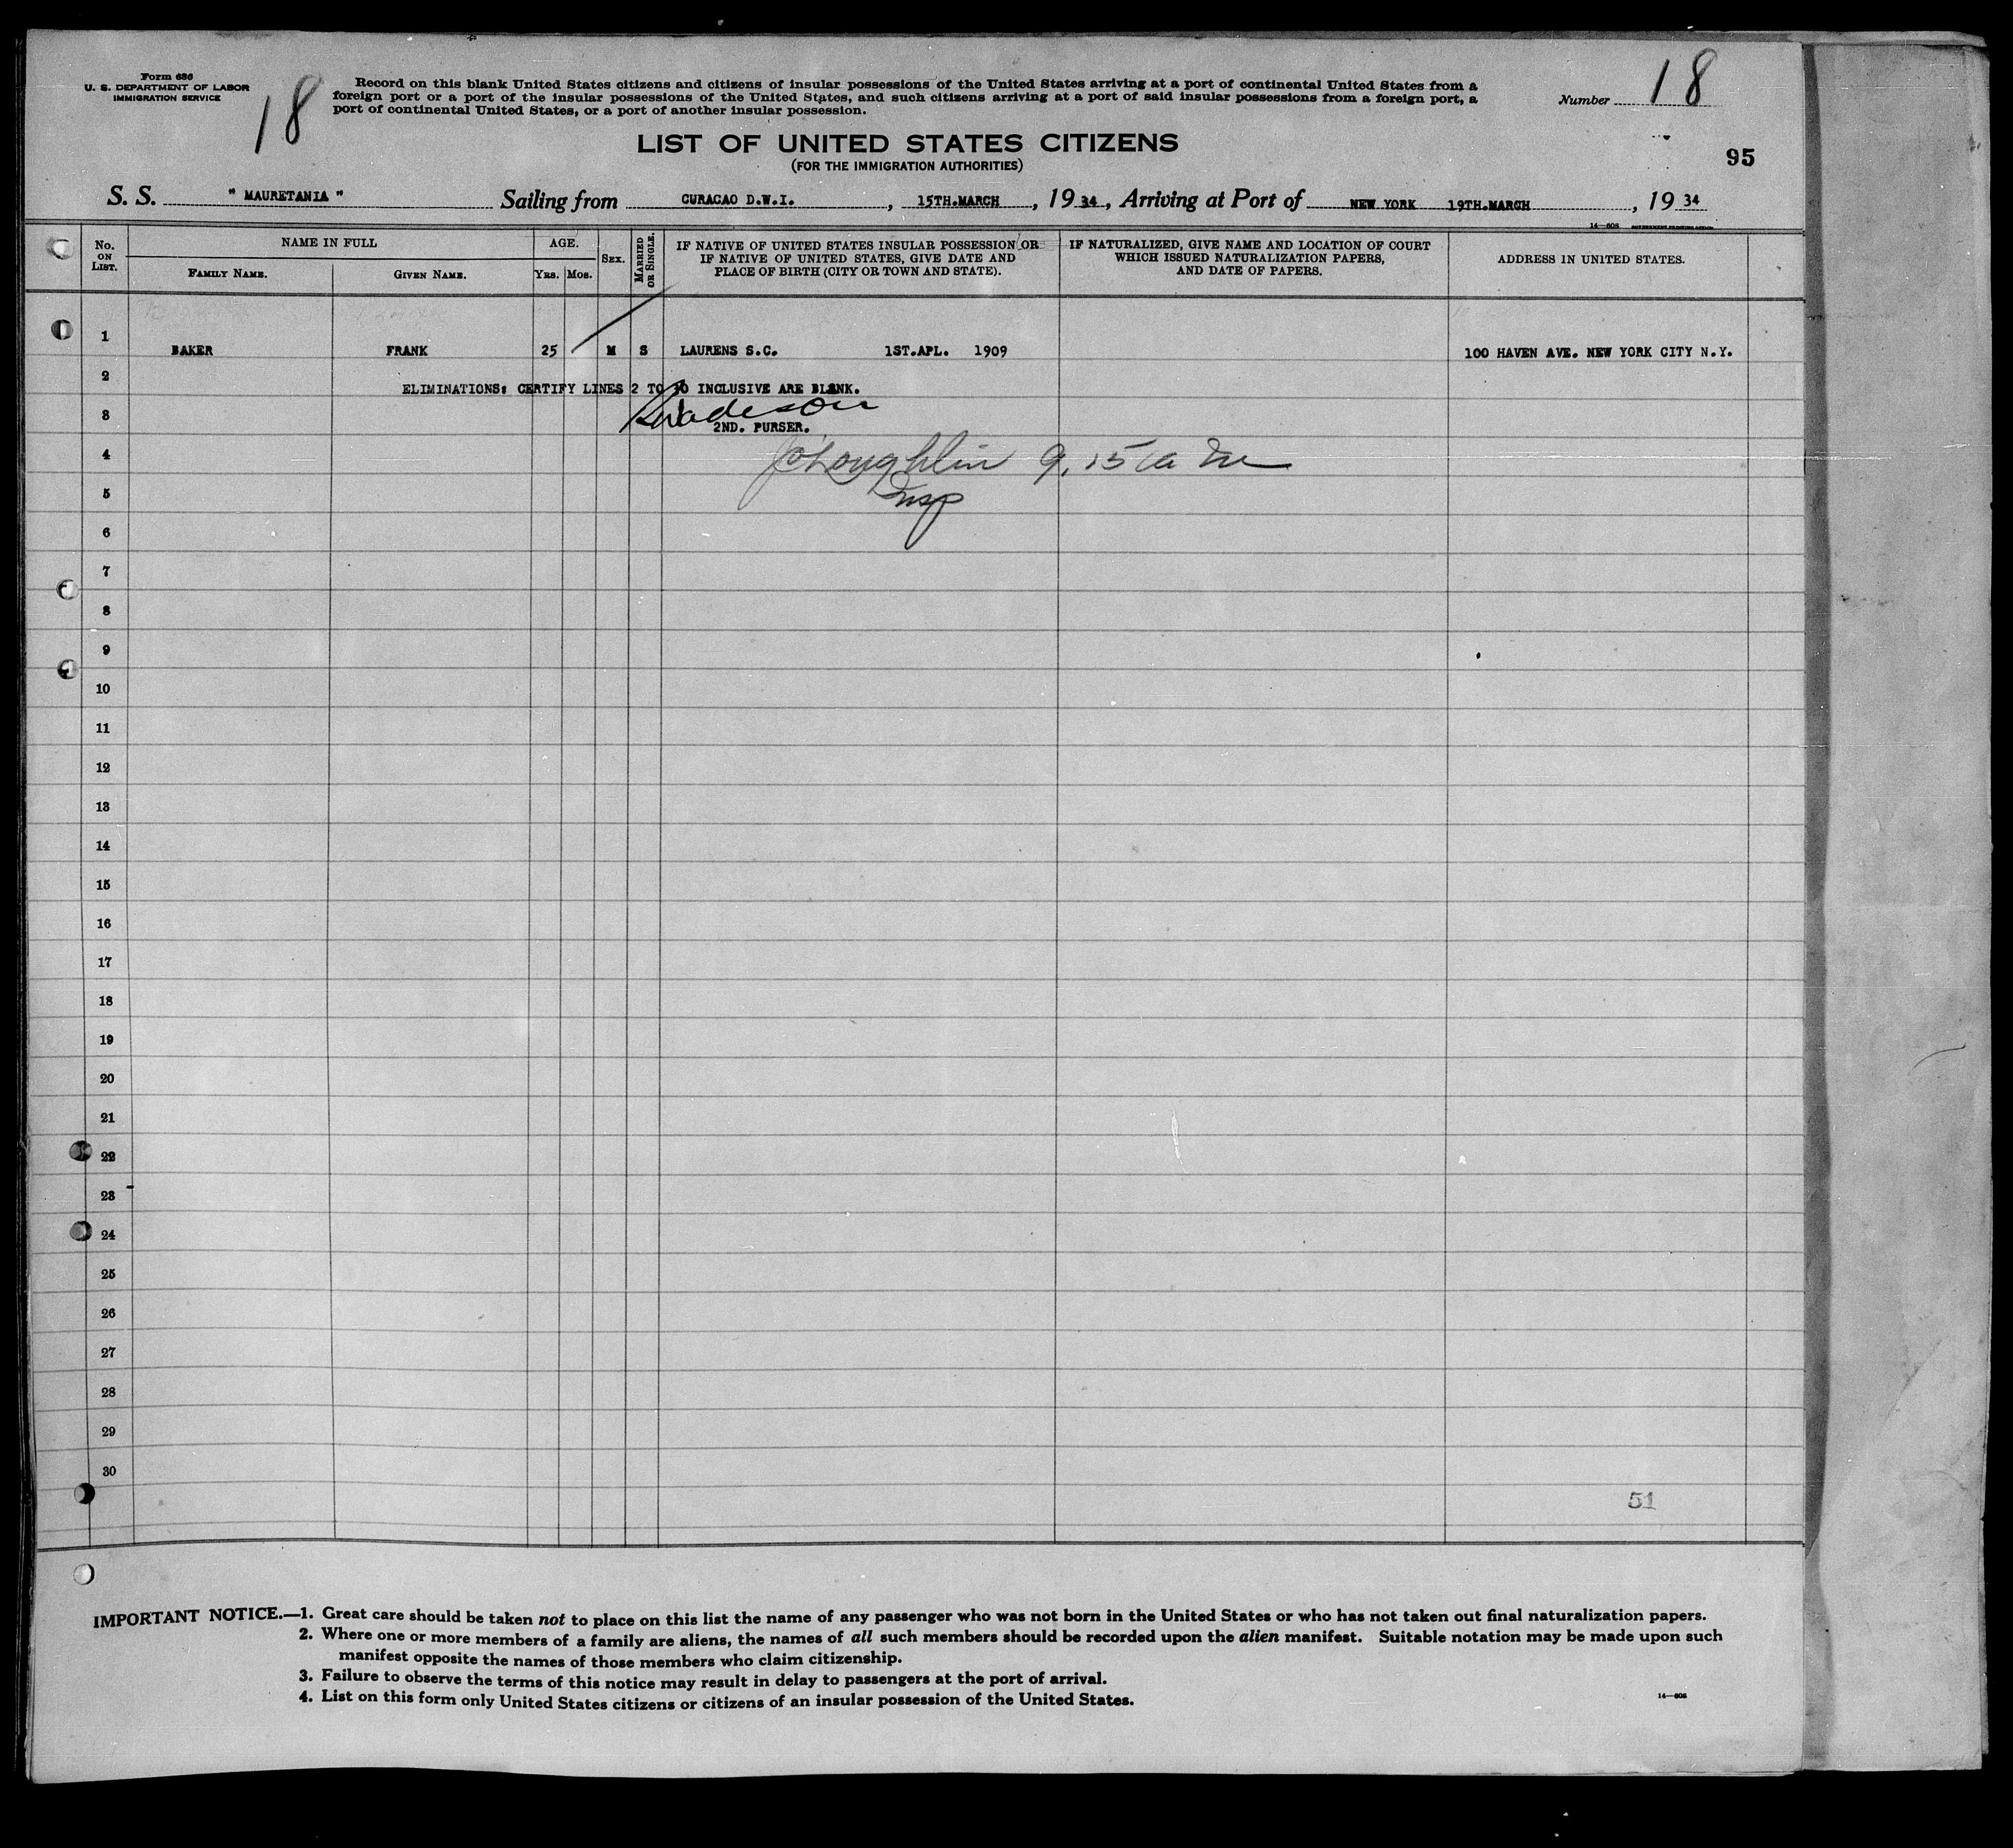 Form 686
U. S. DEPARTMENT OF LABOR
IMMIGRATION SERVICE
18
Record on this blank United States citizens and citizens of insular possessions of the United States arriving at a port of continental United States from a
foreign port or a port of the insular possessions of the United States, and such citizens arriving at a port of said insular possessions from a foreign port, a
port of continental United States, or a port of another insular possession.
Number 18
LIST OF UNITED STATES CITIZENS
(FOR THE IMMIGRATION AUTHORITIES)
95
S. S. " MAURETANIA " Sailing from CURACAO D.W.I. , 15TH.MARCH , 19 34 , Arriving at Port of NEW YORK 19TH.MARCH , 19 34
14—608
No. ON LIST.
NAME IN FULL
FAMILY NAME.
GIVEN NAME.
AGE.
YRS. MOS.
SEX.
MARRIED OR SINGLE.
IF NATIVE OF UNITED STATES INSULAR POSSESSION OR
IF NATIVE OF UNITED STATES, GIVE DATE AND
PLACE OF BIRTH (CITY OR TOWN AND STATE).
IF NATURALIZED, GIVE NAME AND LOCATION OF COURT
WHICH ISSUED NATURALIZATION PAPERS,
AND DATE OF PAPERS.
ADDRESS IN UNITED STATES.
1 BAKER FRANK 25 M S LAURENS S.C. 1ST.APL. 1909 100 HAVEN AVE. NEW YORK CITY N.Y.
2 ELIMINATIONS: CERTIFY LINES 2 TO 30 INCLUSIVE ARE BLANK.
3 2ND. PURSER.
4 O'Loughlin 9.15 a m
5 Insp
6
7
8
9
10
11
12
13
14
15
16
17
18
19
20
21
22
23
24
25
26
27
28
29
30
51
IMPORTANT NOTICE.—1. Great care should be taken not to place on this list the name of any passenger who was not born in the United States or who has not taken out final naturalization papers.
2. Where one or more members of a family are aliens, the names of all such members should be recorded upon the alien manifest. Suitable notation may be made upon such
manifest opposite the names of those members who claim citizenship.
3. Failure to observe the terms of this notice may result in delay to passengers at the port of arrival.
4. List on this form only United States citizens or citizens of an insular possession of the United States.
14—608